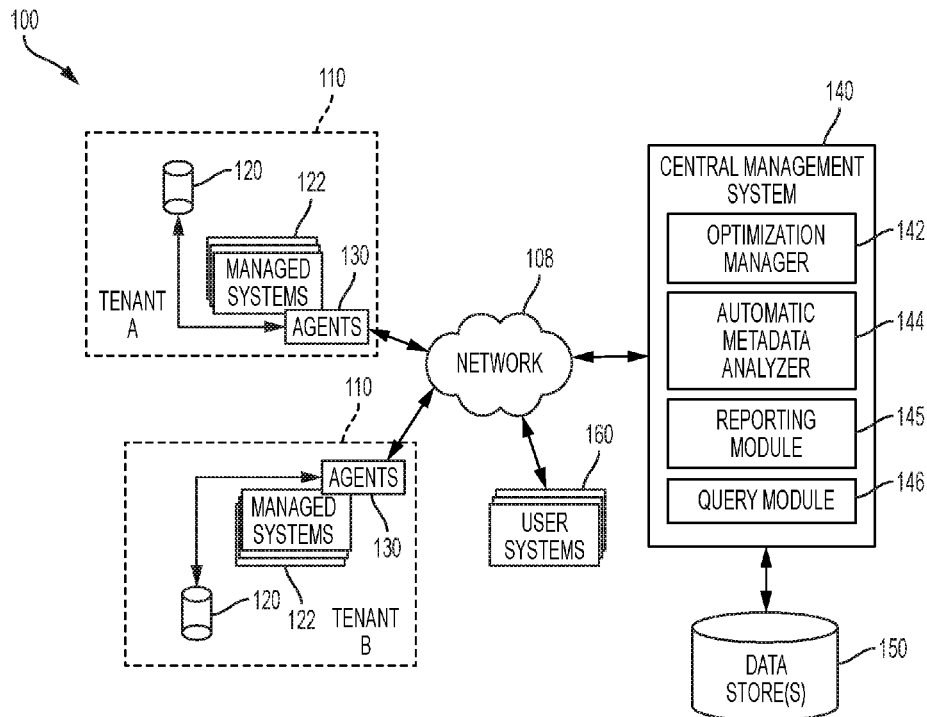 100
110
120
122
MANAGED
SYSTEMS
130
TENANT
A
AGENTS
108
NETWORK
140
CENTRAL MANAGEMENT
SYSTEM
OPTIMIZATION
MANAGER
142
AUTOMATIC
METADATA
ANALYZER
144
REPORTING
MODULE
145
QUERY MODULE
146
110
AGENTS
MANAGED
SYSTEMS
130
120
122
TENANT
B
160
USER
SYSTEMS
DATA
STORE(S)
150